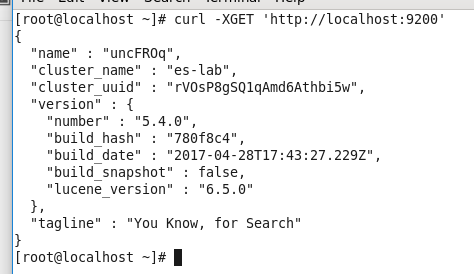 [root@localhost ~]# curl -XGET 'http://localhost:9200'
{
  "name" : "uncFROq",
  "cluster_name" : "es-lab",
  "cluster_uuid" : "rVOsP8gSQ1qAmd6Athbi5w",
  "version" : {
    "number" : "5.4.0",
    "build_hash" : "780f8c4",
    "build_date" : "2017-04-28T17:43:27.229Z",
    "build_snapshot" : false,
    "lucene_version" : "6.5.0"
  },
  "tagline" : "You Know, for Search"
}
[root@localhost ~]#